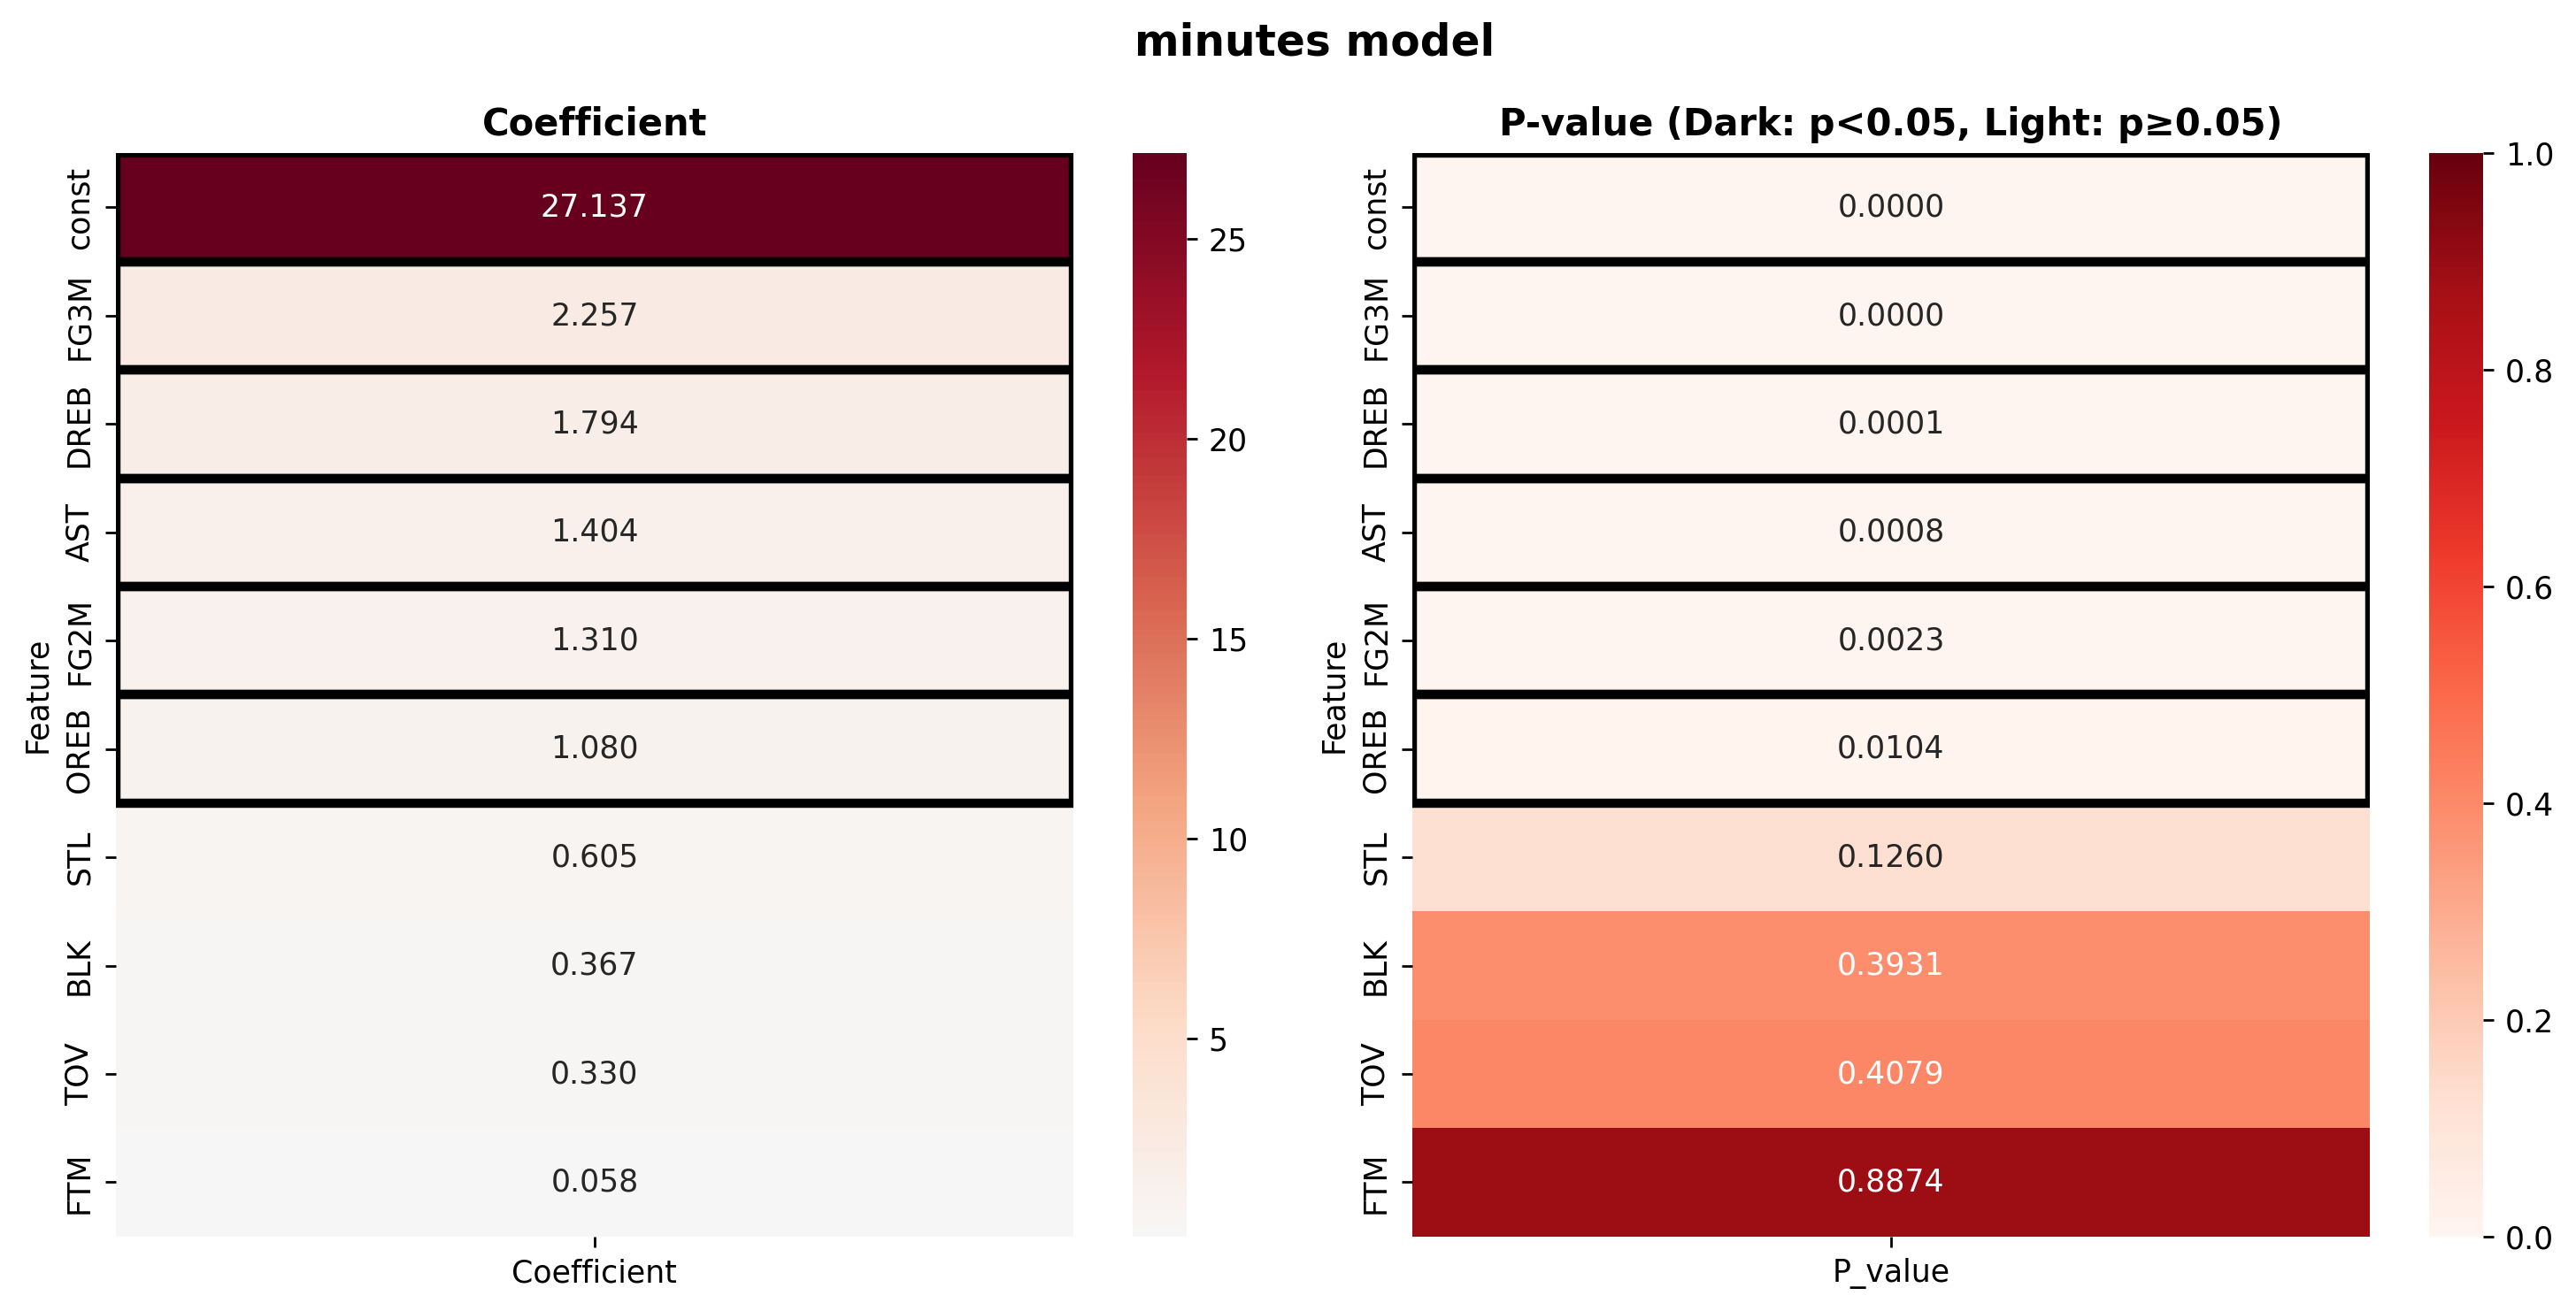 minutes model
Coefficient
const
27.137
FG3M
2.257
DREB
1.794
AST
1.404
FG2M
1.310
OREB
1.080
STL
0.605
BLK
0.367
TOV
0.330
FTM
0.058
Feature
Coefficient
25
20
15
10
5
P-value (Dark: p<0.05, Light: p≥0.05)
const
0.0000
FG3M
0.0000
DREB
0.0001
AST
0.0008
FG2M
0.0023
OREB
0.0104
STL
0.1260
BLK
0.3931
TOV
0.4079
FTM
0.8874
Feature
P_value
1.0
0.8
0.6
0.4
0.2
0.0